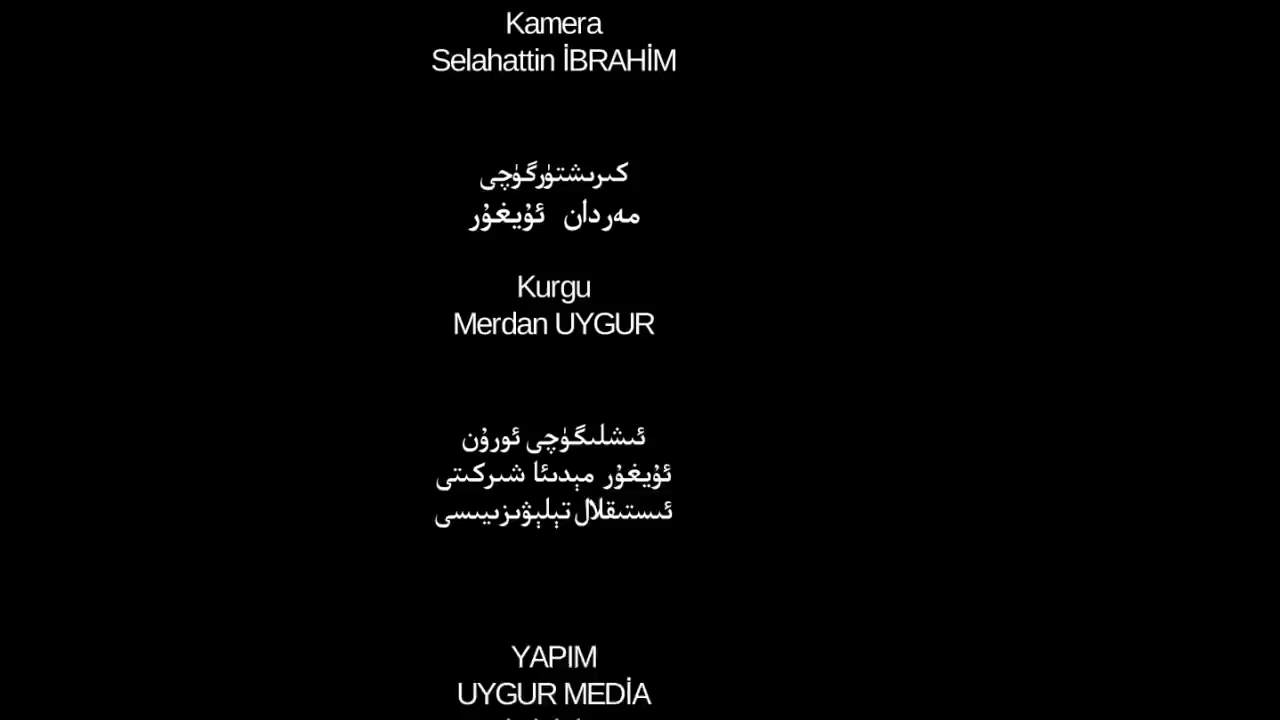 Kamera
Selahattin İBRAHİM
كىرىشتۈرگۈچى
مەردان ئۇيغۇر
Kurgu
Merdan UYGUR
ئىشلىگۈچى ئورۇن
ئۇيغۇر مېدىئا شىركىتى
ئىستىقلال تېلېۋىزىيىسى
YAPIM
UYGUR MEDİA